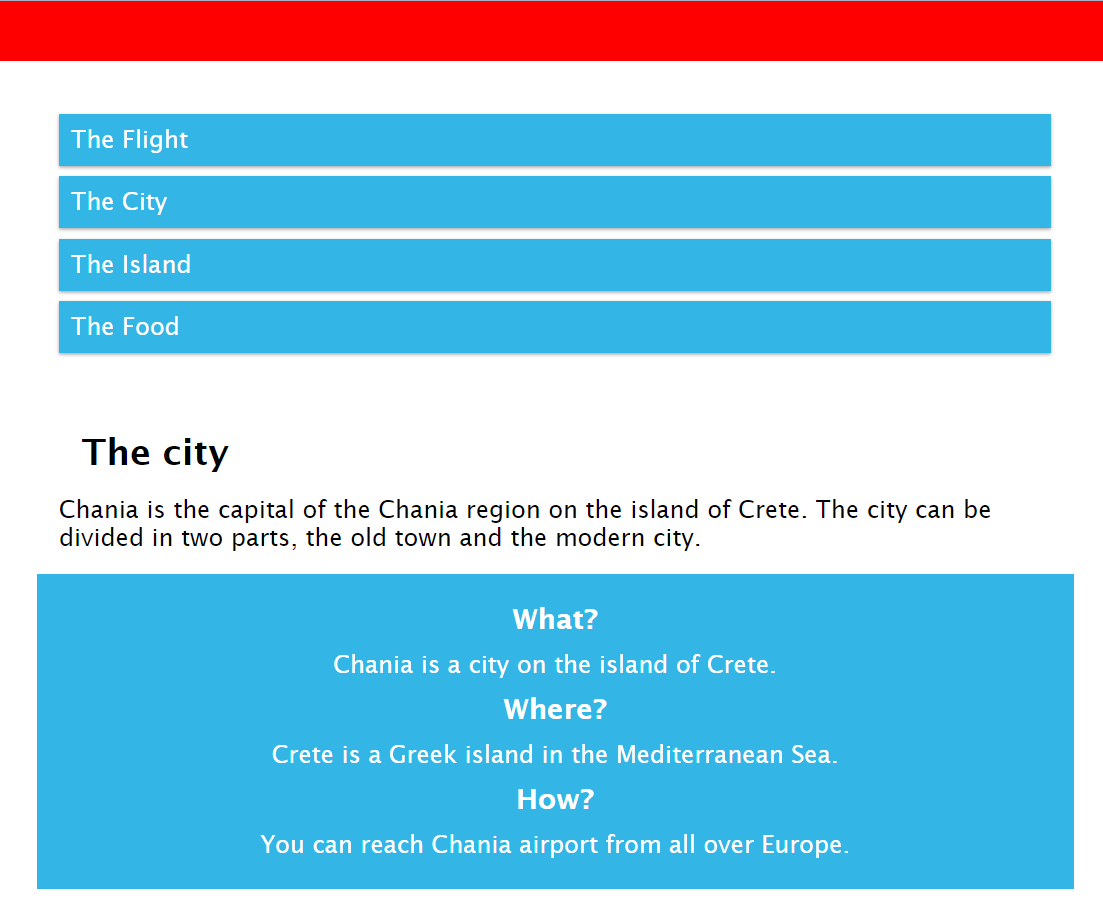 The Flight
The City
The Island
The Food
The city
Chania is the capital of the Chania region on the island of Crete. The city can be
divided in two parts, the old town and the modern city.
What?
Chania is a city on the island of Crete.
Where?
Crete is a Greek island in the Mediterranean Sea.
How?
You can reach Chania airport from all over Europe.